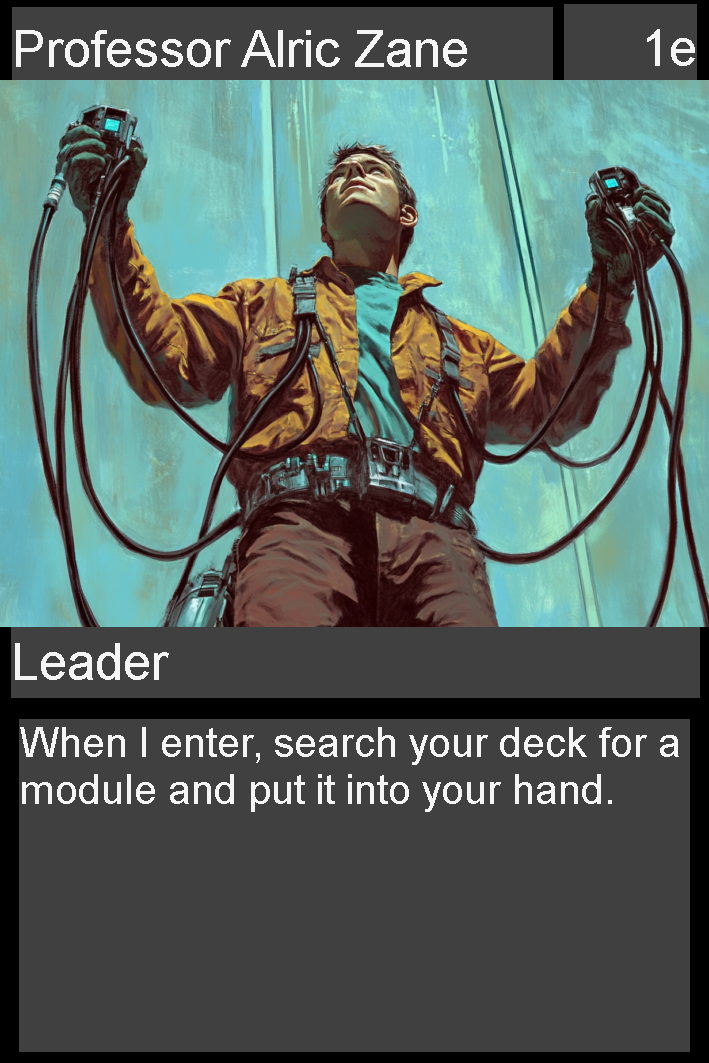 Professor Alric Zane
1e
Leader
When I enter, search your deck for a
module and put it into your hand.